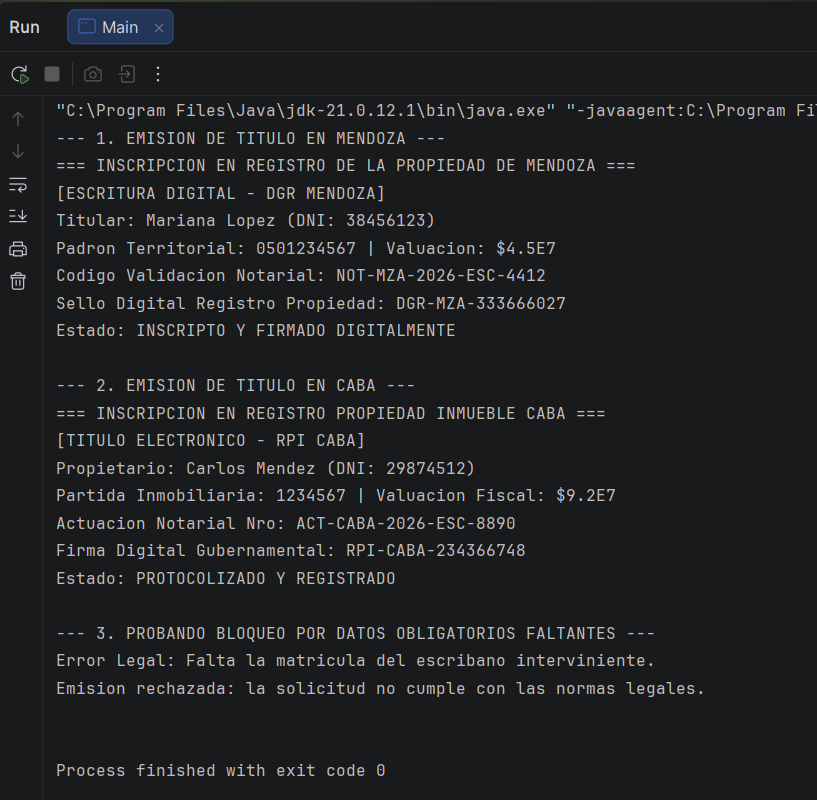 Run Main
"C:\Program Files\Java\jdk-21.0.12.1\bin\java.exe" "-javaagent:C:\Program Fi
--- 1. EMISION DE TITULO EN MENDOZA ---
=== INSCRIPCION EN REGISTRO DE LA PROPIEDAD DE MENDOZA ===
[ESCRITURA DIGITAL - DGR MENDOZA]
Titular: Mariana Lopez (DNI: 38456123)
Padron Territorial: 0501234567 | Valuacion: $4.5E7
Codigo Validacion Notarial: NOT-MZA-2026-ESC-4412
Sello Digital Registro Propiedad: DGR-MZA-333666027
Estado: INSCRIPTO Y FIRMADO DIGITALMENTE
--- 2. EMISION DE TITULO EN CABA ---
=== INSCRIPCION EN REGISTRO PROPIEDAD INMUEBLE CABA ===
[TITULO ELECTRONICO - RPI CABA]
Propietario: Carlos Mendez (DNI: 29874512)
Partida Inmobiliaria: 1234567 | Valuacion Fiscal: $9.2E7
Actuacion Notarial Nro: ACT-CABA-2026-ESC-8890
Firma Digital Gubernamental: RPI-CABA-234366748
Estado: PROTOCOLIZADO Y REGISTRADO
--- 3. PROBANDO BLOQUEO POR DATOS OBLIGATORIOS FALTANTES ---
Error Legal: Falta la matricula del escribano interviniente.
Emision rechazada: la solicitud no cumple con las normas legales.
Process finished with exit code 0